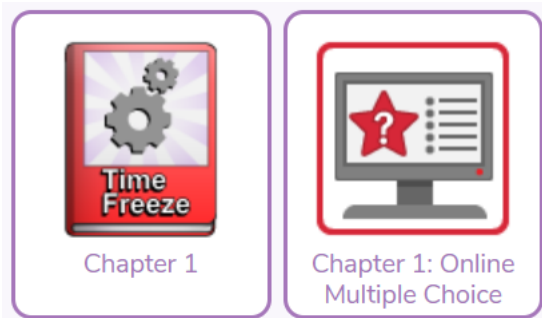 Time
Freeze
?
Chapter 1
Chapter 1: Online
Multiple Choice